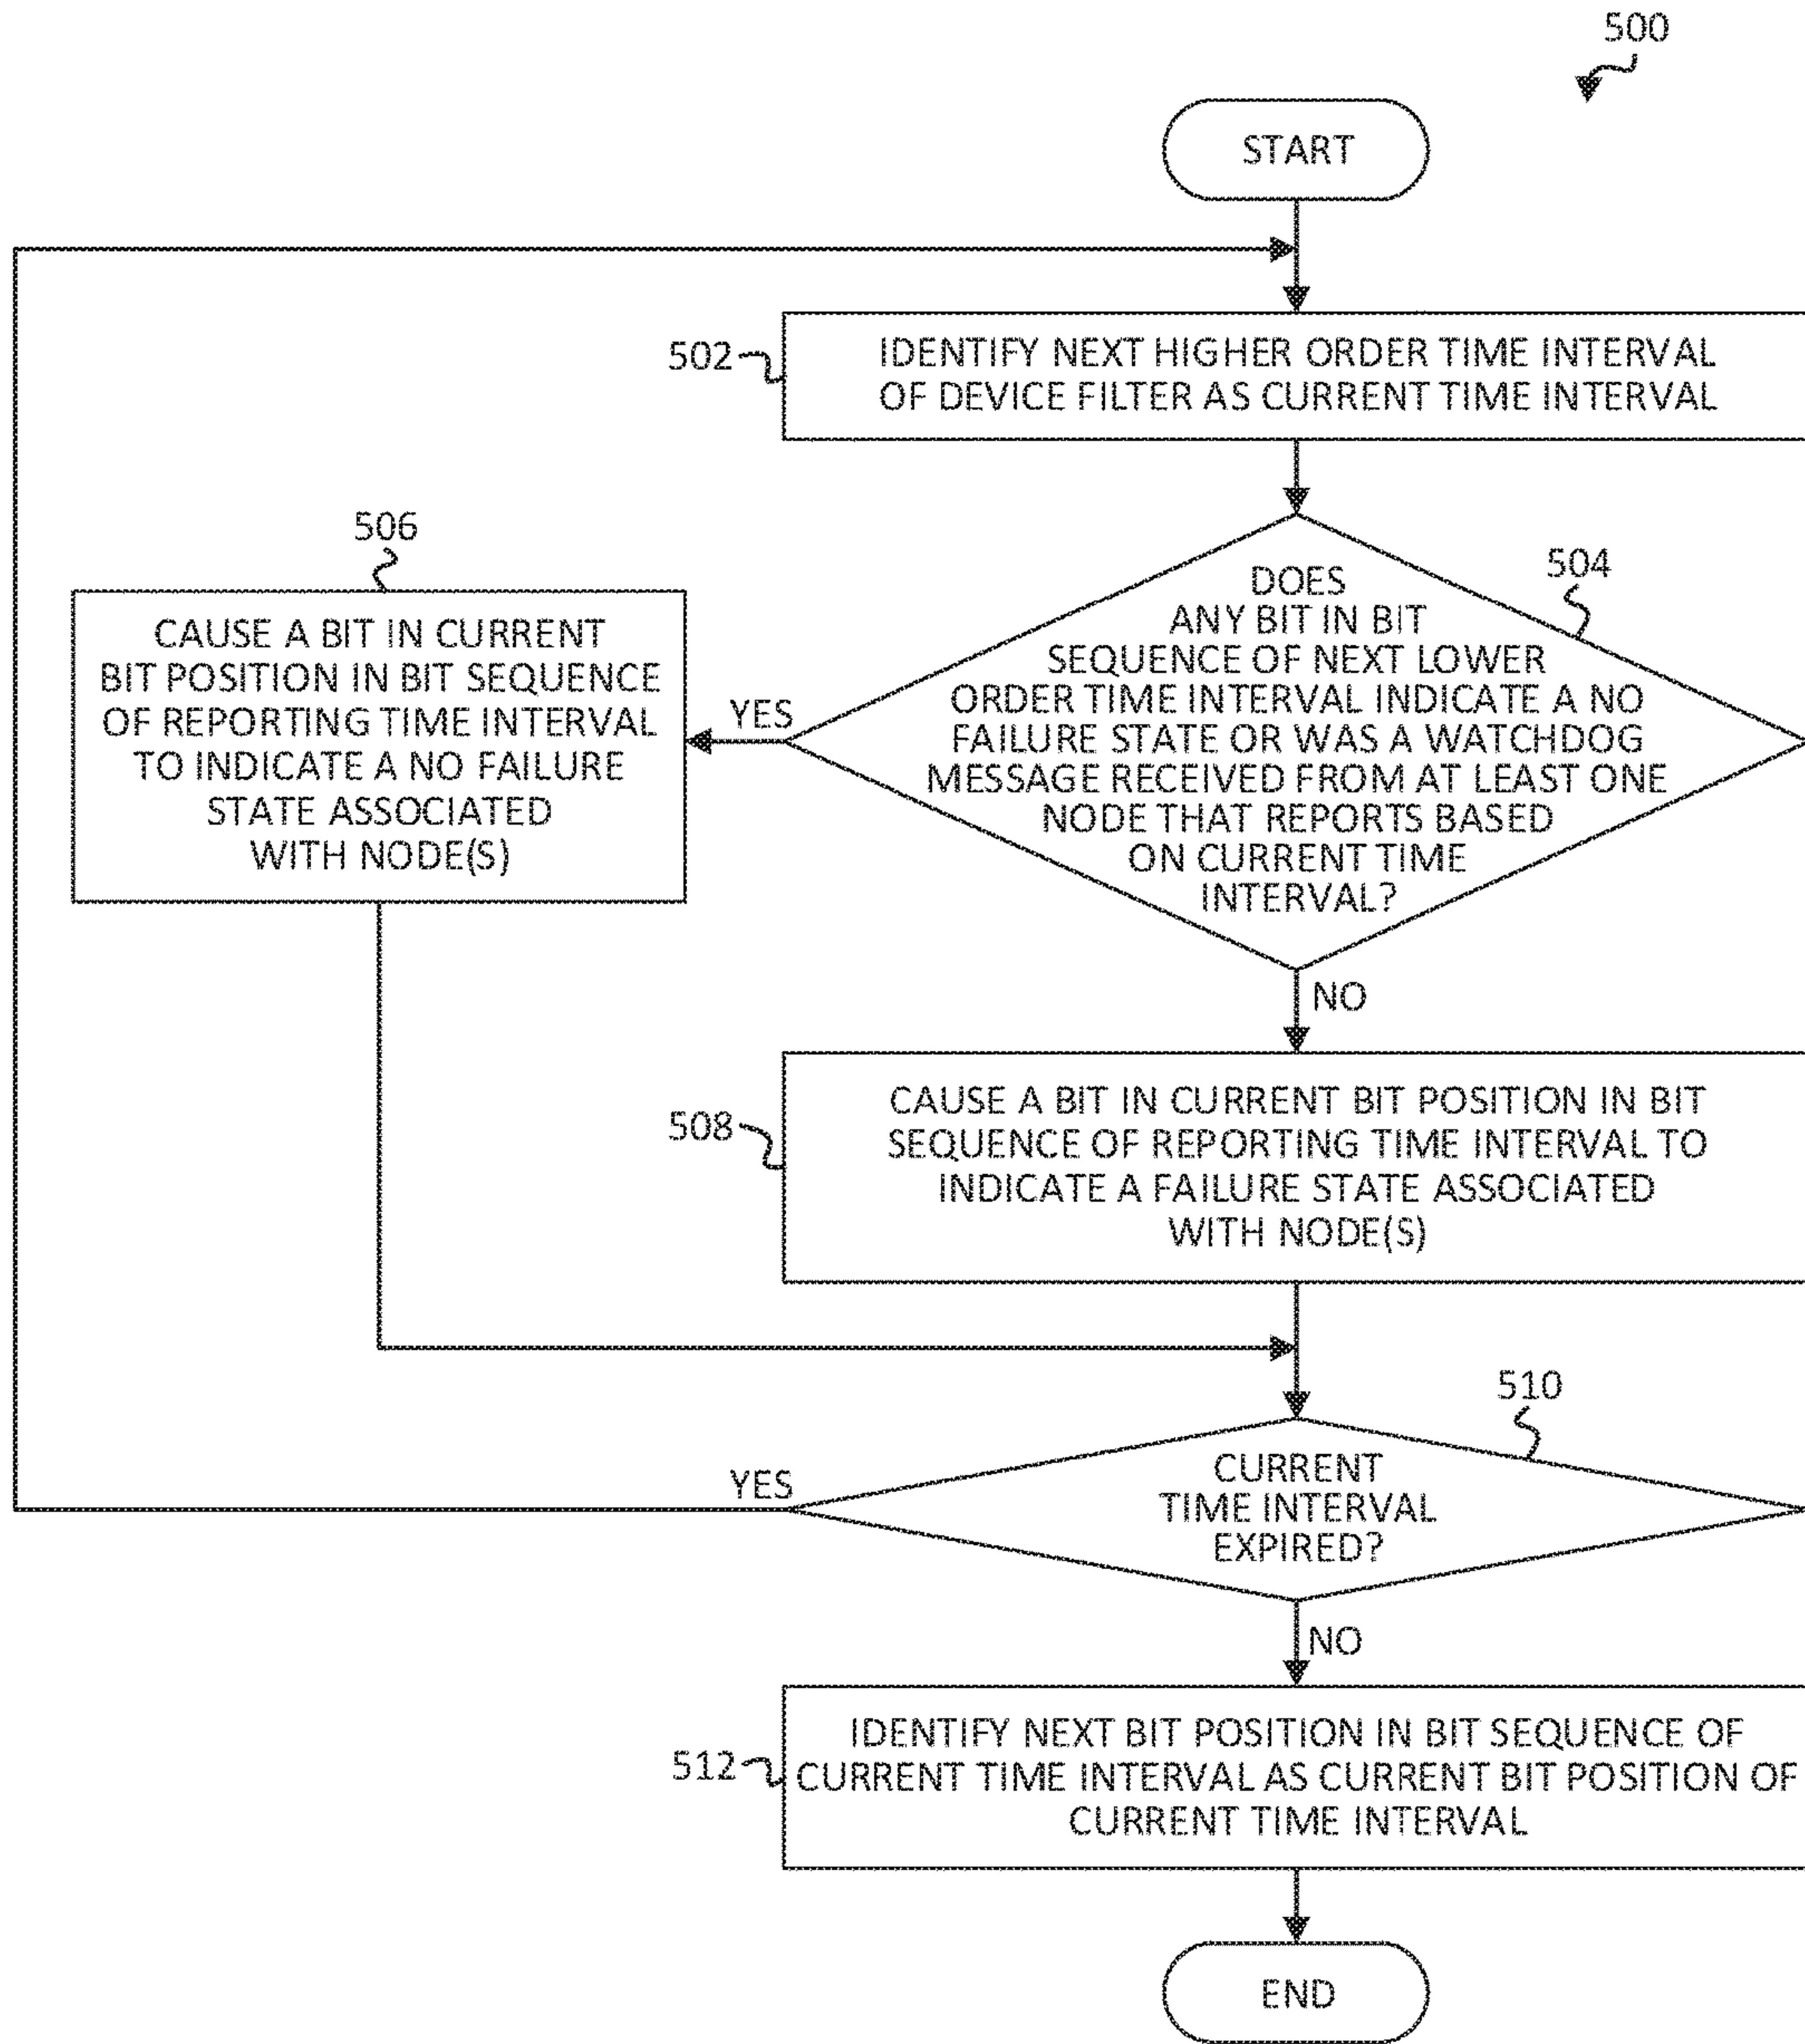 500
START
502
IDENTIFY NEXT HIGHER ORDER TIME INTERVAL
OF DEVICE FILTER AS CURRENT TIME INTERVAL
504
DOES
ANY BIT IN BIT
SEQUENCE OF NEXT LOWER
ORDER TIME INTERVAL INDICATE A NO
FAILURE STATE OR WAS A WATCHDOG
MESSAGE RECEIVED FROM AT LEAST ONE
NODE THAT REPORTS BASED
ON CURRENT TIME
INTERVAL?
YES
506
CAUSE A BIT IN CURRENT
BIT POSITION IN BIT SEQUENCE
OF REPORTING TIME INTERVAL
TO INDICATE A NO FAILURE
STATE ASSOCIATED
WITH NODE(S)
NO
508
CAUSE A BIT IN CURRENT BIT POSITION IN BIT
SEQUENCE OF REPORTING TIME INTERVAL TO
INDICATE A FAILURE STATE ASSOCIATED
WITH NODE(S)
510
CURRENT
TIME INTERVAL
EXPIRED?
YES
NO
512
IDENTIFY NEXT BIT POSITION IN BIT SEQUENCE OF
CURRENT TIME INTERVAL AS CURRENT BIT POSITION OF
CURRENT TIME INTERVAL
END